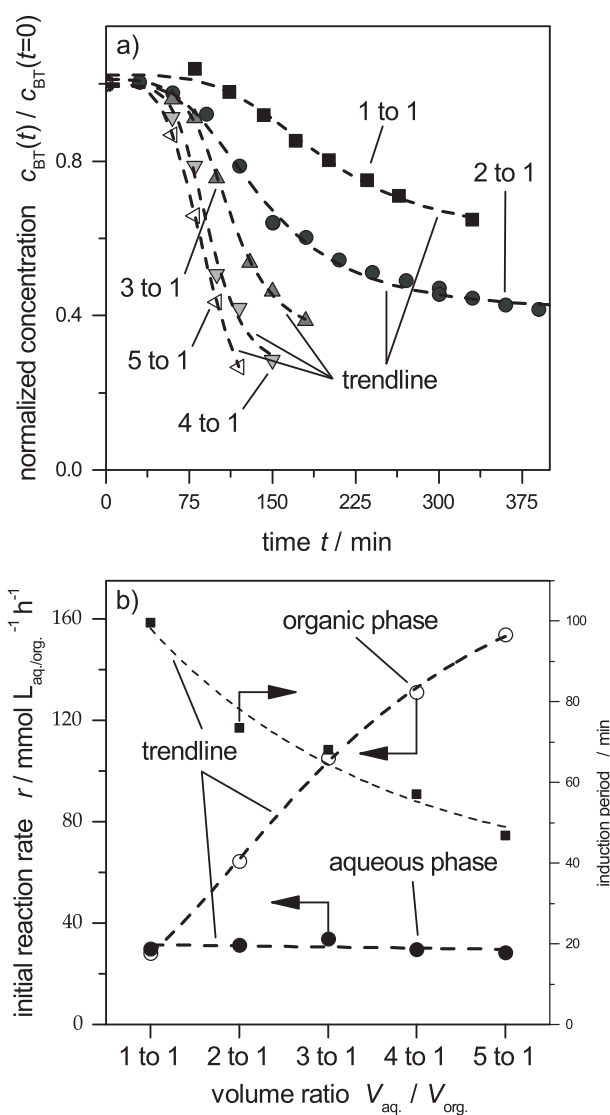 a)
normalized concentration c_BT(t) / c_BT(t=0)
0.8
0.4
0.0
1 to 1
2 to 1
3 to 1
5 to 1
trendline
4 to 1
0 75 150 225 300 375
time t / min
b)
initial reaction rate r / mmol L_aq./org.^-1 h^-1
160
120
80
40
0
organic phase
trendline
aqueous phase
100
80
60
40
20
0
induction period / min
1 to 1 2 to 1 3 to 1 4 to 1 5 to 1
volume ratio V_aq. / V_org.